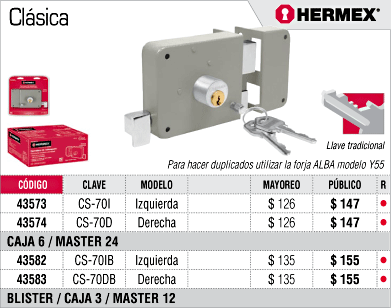 Clásica
HERMEX®
Llave tradicional
Para hacer duplicados utilizar la forja ALBA modelo Y55
CÓDIGO CLAVE MODELO MAYOREO PÚBLICO R
43573 CS-70I Izquierda $ 126 $ 147
43574 CS-70D Derecha $ 126 $ 147
CAJA 6 / MASTER 24
43582 CS-70IB Izquierda $ 135 $ 155
43583 CS-70DB Derecha $ 135 $ 155
BLISTER / CAJA 3 / MASTER 12